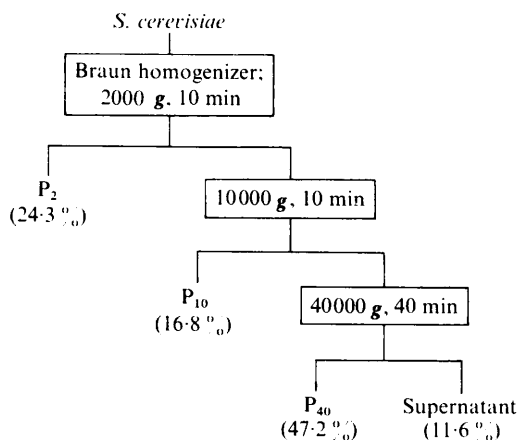 S. cerevisiae
Braun homogenizer;
2000 g, 10 min
P₂
(24·3 %)
10000 g, 10 min
P₁₀
(16·8 %)
40000 g, 40 min
P₄₀
(47·2 %)
Supernatant
(11·6 %)